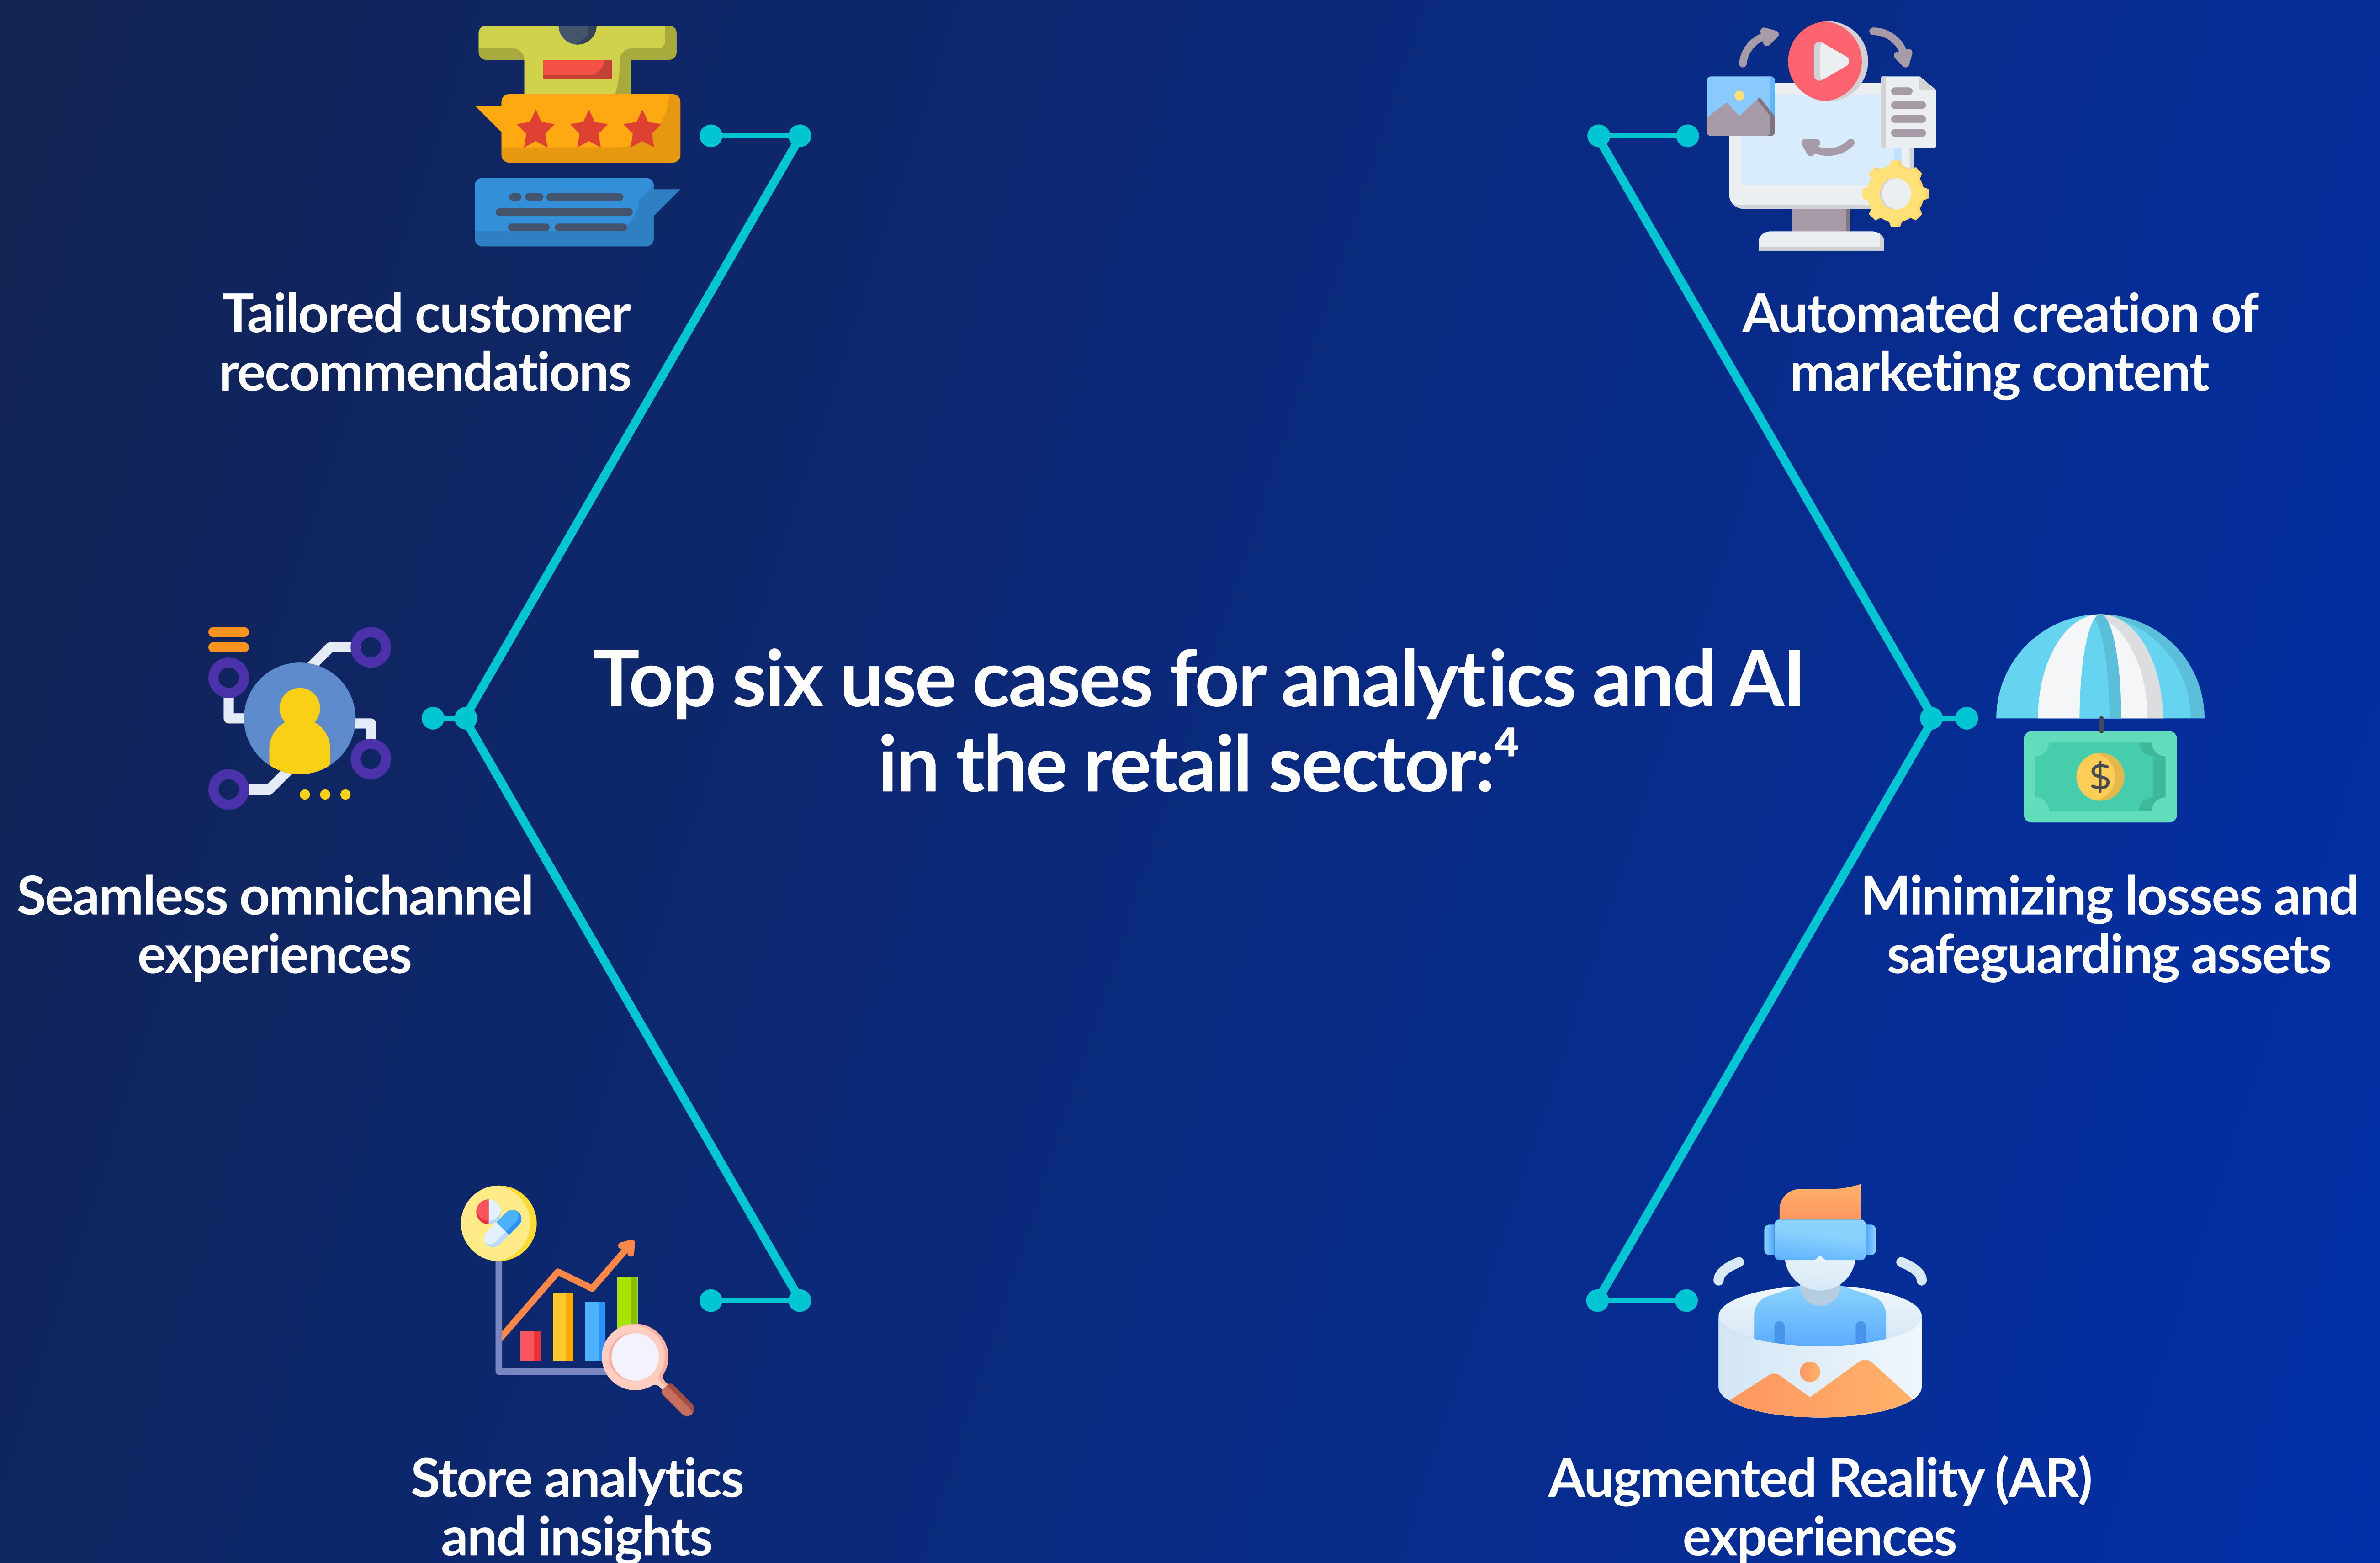 Tailored customer
recommendations
Automated creation of
marketing content
Top six use cases for analytics and AI
in the retail sector:⁴
Seamless omnichannel
experiences
$
Minimizing losses and
safeguarding assets
Store analytics
and insights
Augmented Reality (AR)
experiences